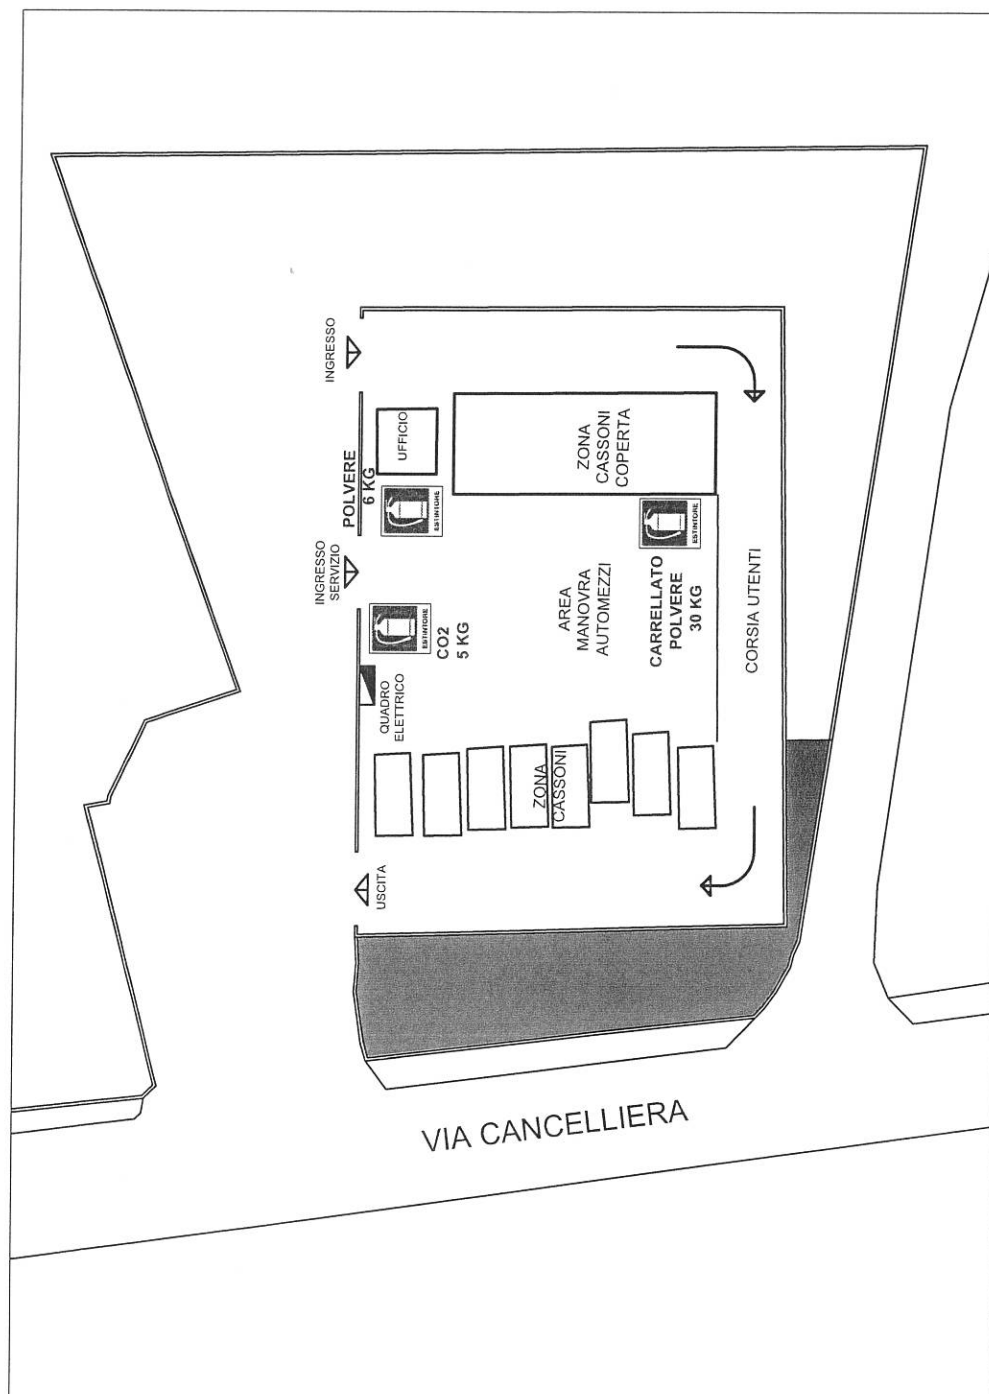 INGRESSO
POLVERE
6 KG
UFFICIO
ESTINTORE
ZONA
CASSONI
COPERTA
INGRESSO
SERVIZIO
ESTINTORE
CO2
5 KG
ESTINTORE
CARRELLATO
POLVERE
30 KG
AREA
MANOVRA
AUTOMEZZI
CORSIA UTENTI
QUADRO
ELETTRICO
ZONA
CASSONI
USCITA
VIA CANCELLIERA